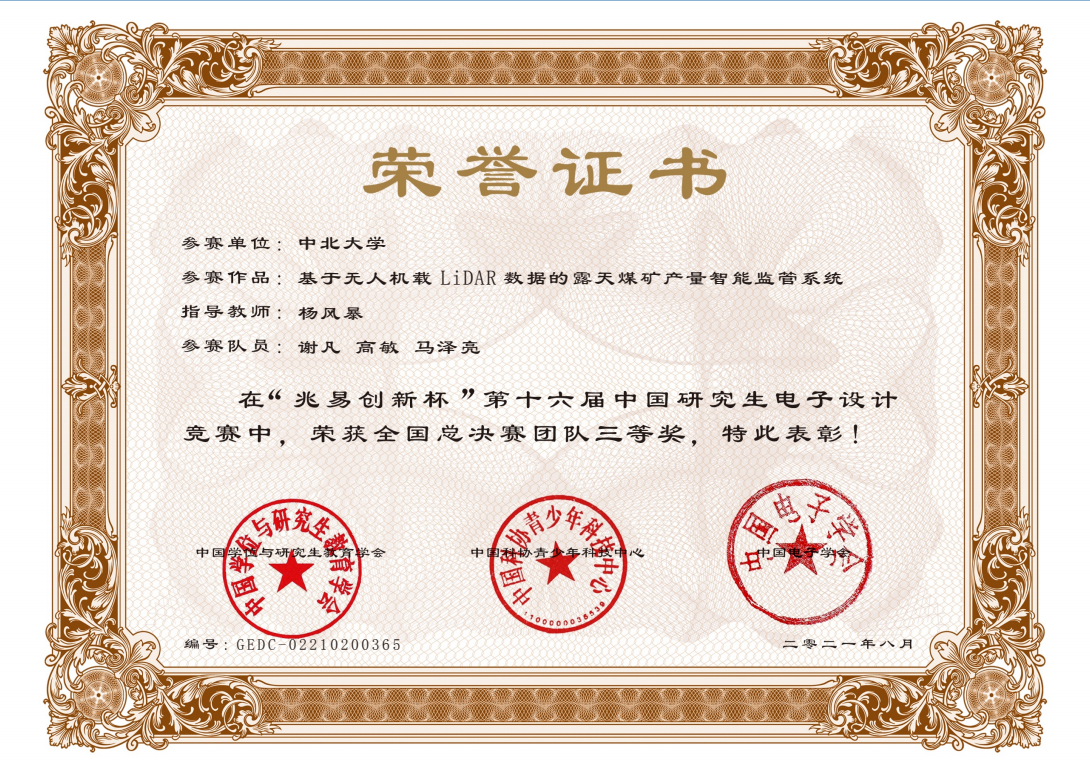 荣誉证书
参赛单位：中北大学
参赛作品：基于无人机载 LiDAR 数据的露天煤矿产量智能监管系统
指导教师：杨风暴
参赛队员：谢凡 高敏 马泽亮
在“兆易创新杯”第十六届中国研究生电子设计
竞赛中，荣获全国总决赛团队三等奖，特此表彰！
中国学位与研究生教育学会
中国学位与研究生教育学会
中国科协青少年科技中心
中国科协青少年科技中心
中国电子学会
中国电子学会
编号：GEDC-02210200365
二零二一年八月